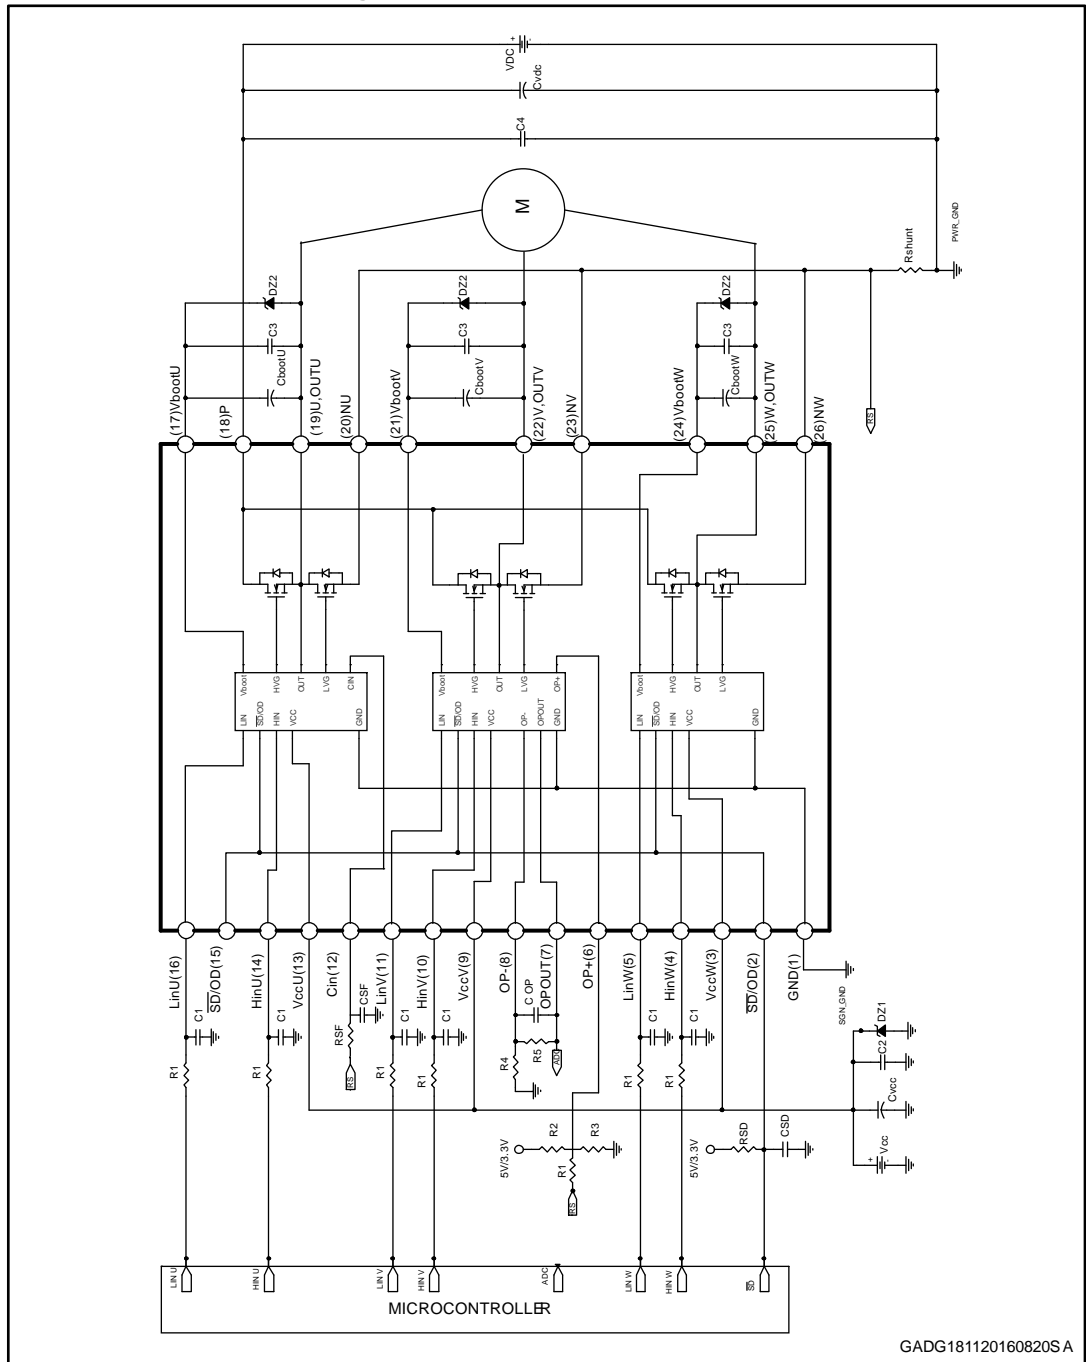 VDC
+
-
Cvdc
C4
M
Rshunt
PWR_GND
DZ2
C3
CbootU
DZ2
C3
CbootV
DZ2
C3
CbootW
RS
(17)VbootU
(18)P
(19)U,OUTU
(20)NU
(21)VbootV
(22)V,OUTV
(23)NV
(24)VbootW
(25)W,OUTW
(26)NW
Vboot
HVG
OUT
LVG
CIN
LIN
SD/OD
HIN
VCC
GND
Vboot
HVG
OUT
LVG
OP+
LIN
SD/OD
HIN
VCC
OP-
OPOUT
GND
Vboot
HVG
OUT
LVG
LIN
SD/OD
HIN
VCC
GND
LinU(16)
SD/OD(15)
HinU(14)
VccU(13)
Cin(12)
LinV(11)
HinV(10)
VccV(9)
OP-(8)
OPOUT(7)
OP+(6)
LinW(5)
HinW(4)
VccW(3)
SD/OD(2)
GND(1)
SGN_GND
C1
R1
C1
R1
CSF
RSF
RS
C1
R1
C1
R1
C OP
R4
R5
ADC
C1
R1
C1
R1
DZ1
C2
Cvcc
Vcc
+
-
5V/3.3V
R2
R3
R1
RS
5V/3.3V
RSD
CSD
LIN U
HIN U
LIN V
HIN V
ADC
LIN W
HIN W
SD
MICROCONTROLLER
GADG181120160820SA